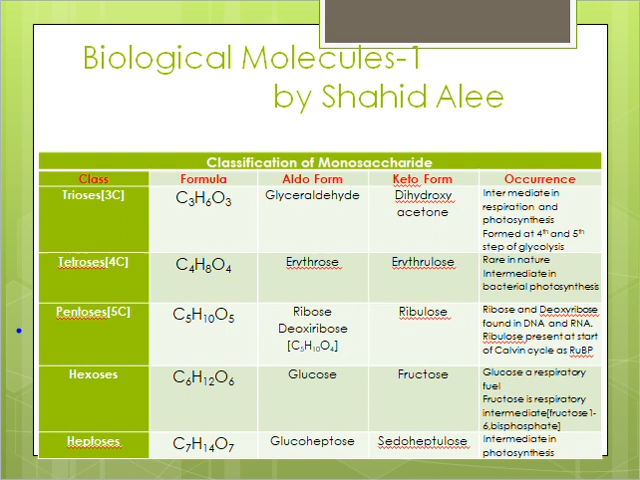 Biological Molecules-1
by Shahid Alee
Classification of Monosaccharide
Class Formula Aldo Form Keto Form Occurrence
Trioses[3C] C₃H₆O₃ Glyceraldehyde Dihydroxy
acetone
Inter mediate in
respiration and
photosynthesis
Formed at 4ᵗʰ and 5ᵗʰ
step of glycolysis
Tetroses[4C] C₄H₈O₄ Erythrose Erythrulose
Rare in nature
Intermediate in
bacterial photosynthesis
Pentoses[5C] C₅H₁₀O₅ Ribose
Deoxiribose
[C₅H₁₀O₄]
Ribulose
Ribose and Deoxyribose
found in DNA and RNA.
Ribulose present at start
of Calvin cycle as RuBP
Hexoses C₆H₁₂O₆ Glucose Fructose
Glucose a respiratory
fuel
Fructose is respiratory
intermediate[fructose1-
6,bisphosphate]
Heptoses C₇H₁₄O₇ Glucoheptose Sedoheptulose
Intermediate in
photosynthesis